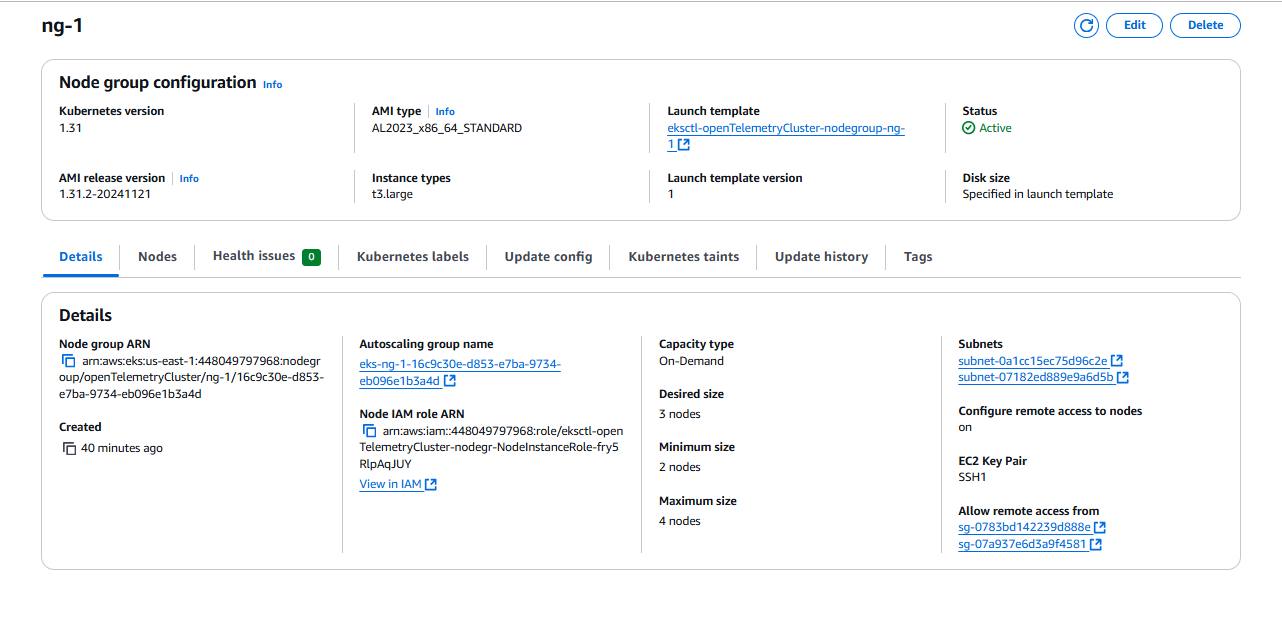 ng-1
Edit
Delete
Node group configuration Info
Kubernetes version
1.31
AMI type Info
AL2023_x86_64_STANDARD
Launch template
eksctl-openTelemetryCluster-nodegroup-ng-
1
Status
Active
AMI release version Info
1.31.2-20241121
Instance types
t3.large
Launch template version
1
Disk size
Specified in launch template
Details
Nodes
Health issues 0
Kubernetes labels
Update config
Kubernetes taints
Update history
Tags
Details
Node group ARN
arn:aws:eks:us-east-1:448049797968:nodegr
oup/openTelemetryCluster/ng-1/16c9c30e-d853-
e7ba-9734-eb096e1b3a4d
Created
40 minutes ago
Autoscaling group name
eks-ng-1-16c9c30e-d853-e7ba-9734-
eb096e1b3a4d
Node IAM role ARN
arn:aws:iam::448049797968:role/eksctl-open
TelemetryCluster-nodegr-NodeInstanceRole-fry5
RlpAqJUY
View in IAM
Capacity type
On-Demand
Desired size
3 nodes
Minimum size
2 nodes
Maximum size
4 nodes
Subnets
subnet-0a1cc15ec75d96c2e
subnet-07182ed889e9a6d5b
Configure remote access to nodes
on
EC2 Key Pair
SSH1
Allow remote access from
sg-0783bd142239d888e
sg-07a937e6d3a9f4581